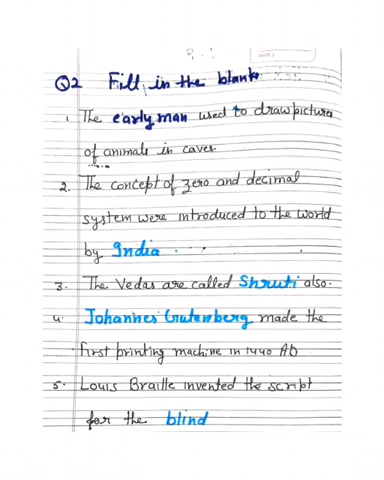 Q2 Fill in the blanks
1. The early man used to draw pictures
of animals in caves
2. The concept of zero and decimal
system were introduced to the world
by India.
3. The Vedas are called Shruti also.
4. Johannes Gutenberg made the
first printing machine in 1440 AD
5. Louis Braille invented the script
for the blind